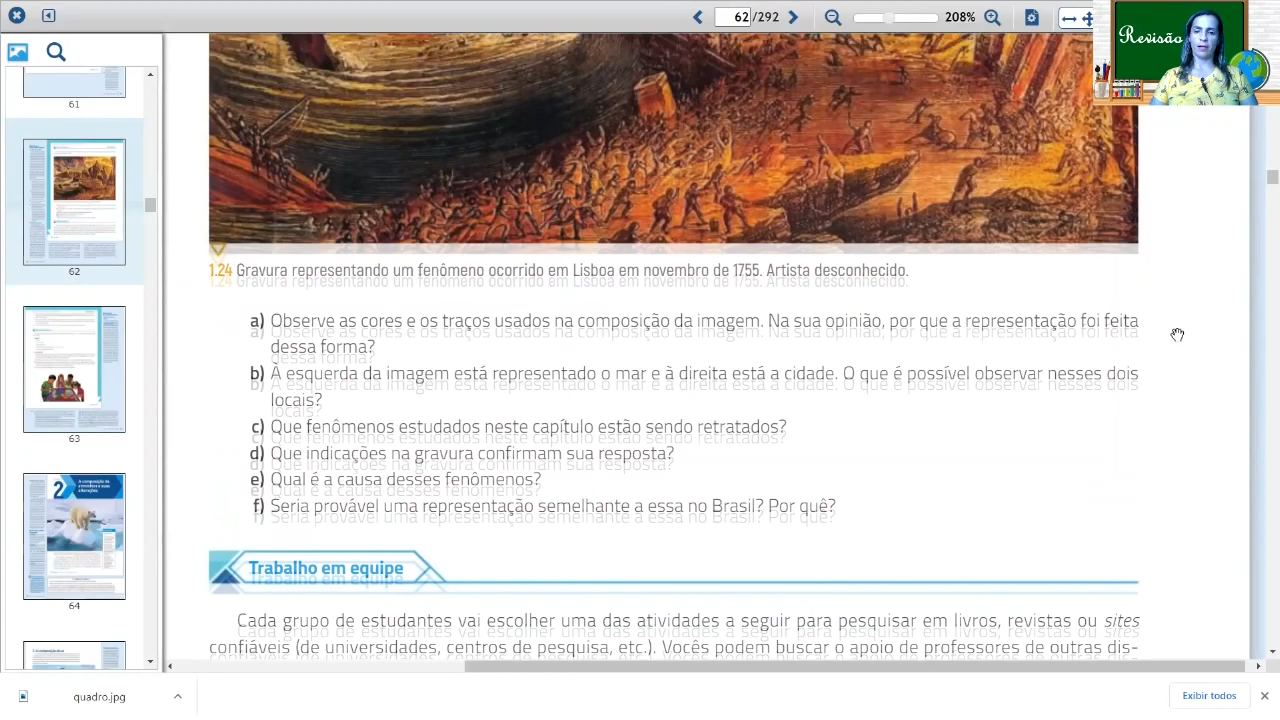 62 /292
208%
Revisão
61
62
63
2
64
1.24 Gravura representando um fenômeno ocorrido em Lisboa em novembro de 1755. Artista desconhecido.
a) Observe as cores e os traços usados na composição da imagem. Na sua opinião, por que a representação foi feita
dessa forma?
b) À esquerda da imagem está representado o mar e à direita está a cidade. O que é possível observar nesses dois
locais?
c) Que fenômenos estudados neste capítulo estão sendo retratados?
d) Que indicações na gravura confirmam sua resposta?
e) Qual é a causa desses fenômenos?
f) Seria provável uma representação semelhante a essa no Brasil? Por quê?
Trabalho em equipe
Cada grupo de estudantes vai escolher uma das atividades a seguir para pesquisar em livros, revistas ou sites
confiáveis (de universidades, centros de pesquisa, etc.). Vocês podem buscar o apoio de professores de outras dis-
quadro.jpg
Exibir todos